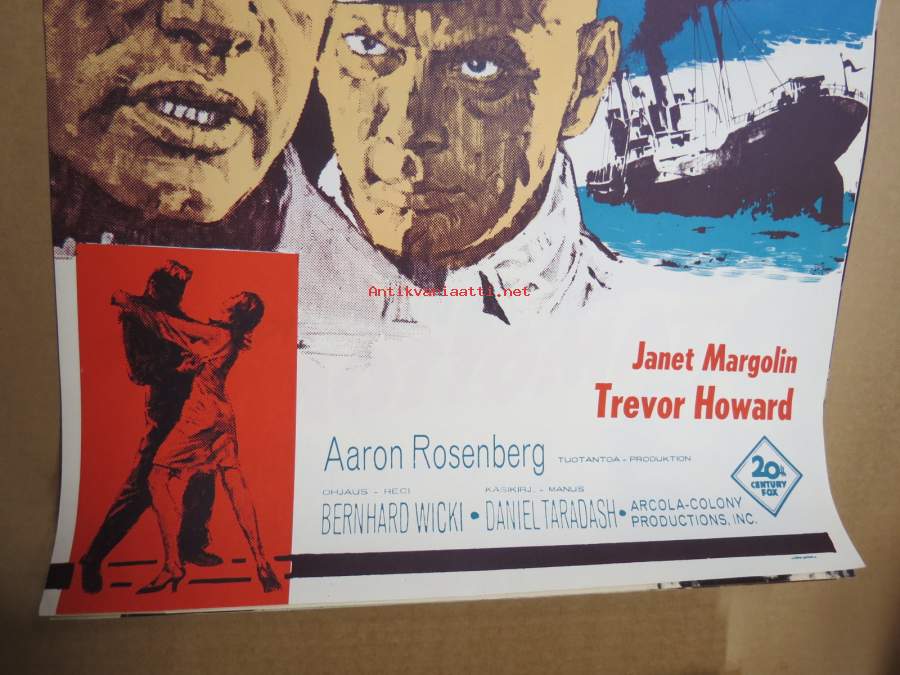 Antikvariaatti.net
Janet Margolin
Trevor Howard
Aaron Rosenberg TUOTANTOA - PRODUKTION
OHJAUS - REGI KÄSIKIRJ. - MANUS
BERNHARD WICKI • DANIEL TARADASH • ARCOLA-COLONY
PRODUCTIONS, INC.
20th
CENTURY
FOX